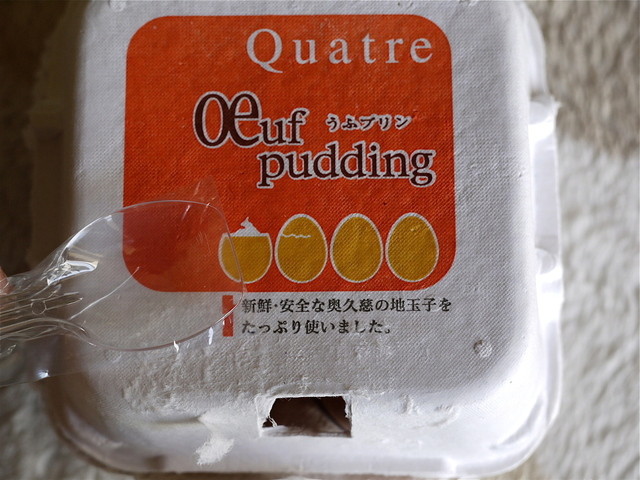 Quatre
Oeuf うふプリン
pudding
新鮮・安全な奥久慈の地玉子を
たっぷり使いました。